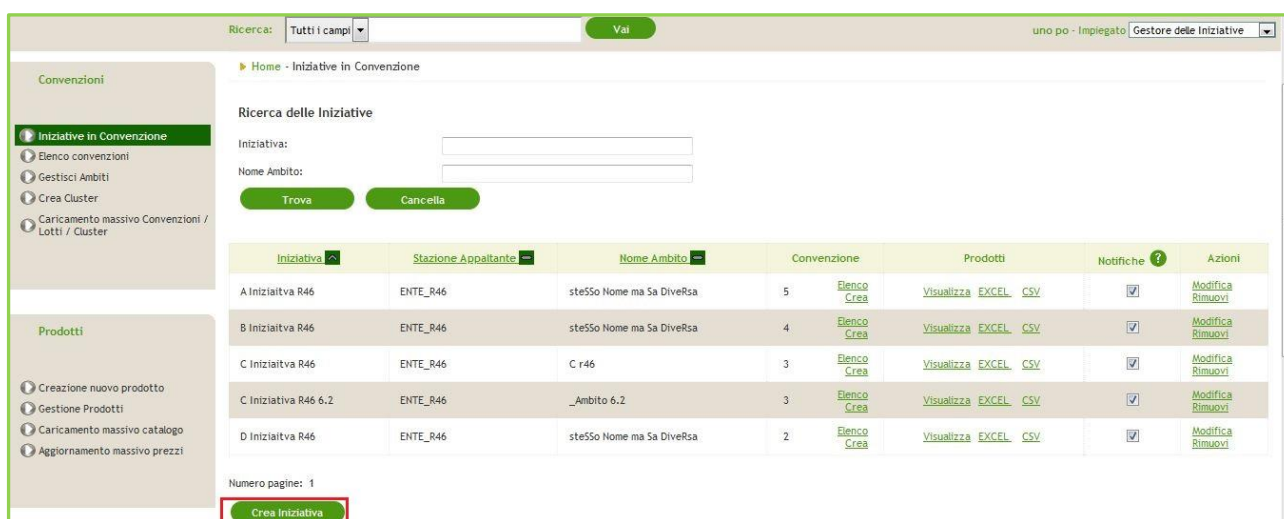 Ricerca: Tutti i campi Vai uno po - Impiegato Gestore delle Iniziative
Convenzioni
Iniziative in Convenzione
Elenco convenzioni
Gestisci Ambiti
Crea Cluster
Caricamento massivo Convenzioni /
Lotti / Cluster
Prodotti
Creazione nuovo prodotto
Gestione Prodotti
Caricamento massivo catalogo
Aggiornamento massivo prezzi
Home - Iniziative in Convenzione
Ricerca delle Iniziative
Iniziativa:
Nome Ambito:
Trova Cancella
Iniziativa Stazione Appaltante Nome Ambito Convenzione Prodotti Notifiche ? Azioni
A Iniziaitva R46 ENTE_R46 steSSo Nome ma Sa DiveRsa 5 Elenco Visualizza EXCEL CSV Modifica
Crea Rimuovi
B Iniziaitva R46 ENTE_R46 steSSo Nome ma Sa DiveRsa 4 Elenco Visualizza EXCEL CSV Modifica
Crea Rimuovi
C Iniziaitva R46 ENTE_R46 C r46 3 Elenco Visualizza EXCEL CSV Modifica
Crea Rimuovi
C Iniziativa R46 6.2 ENTE_R46 _Ambito 6.2 3 Elenco Visualizza EXCEL CSV Modifica
Crea Rimuovi
D Iniziaitva R46 ENTE_R46 steSSo Nome ma Sa DiveRsa 2 Elenco Visualizza EXCEL CSV Modifica
Crea Rimuovi
Numero pagine: 1
Crea Iniziativa